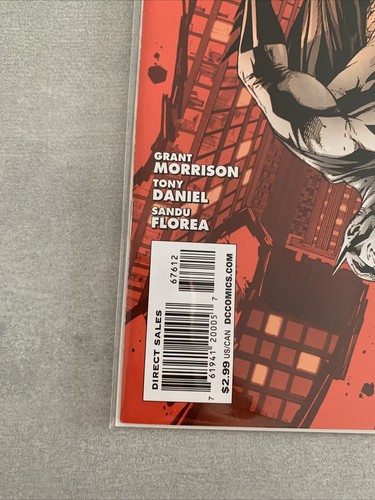 GRANT
MORRISON
TONY
DANIEL
SANDU
FLOREA
67612
DIRECT SALES
7 61941 20005 7
$2.99 US/CAN DCCOMICS.COM